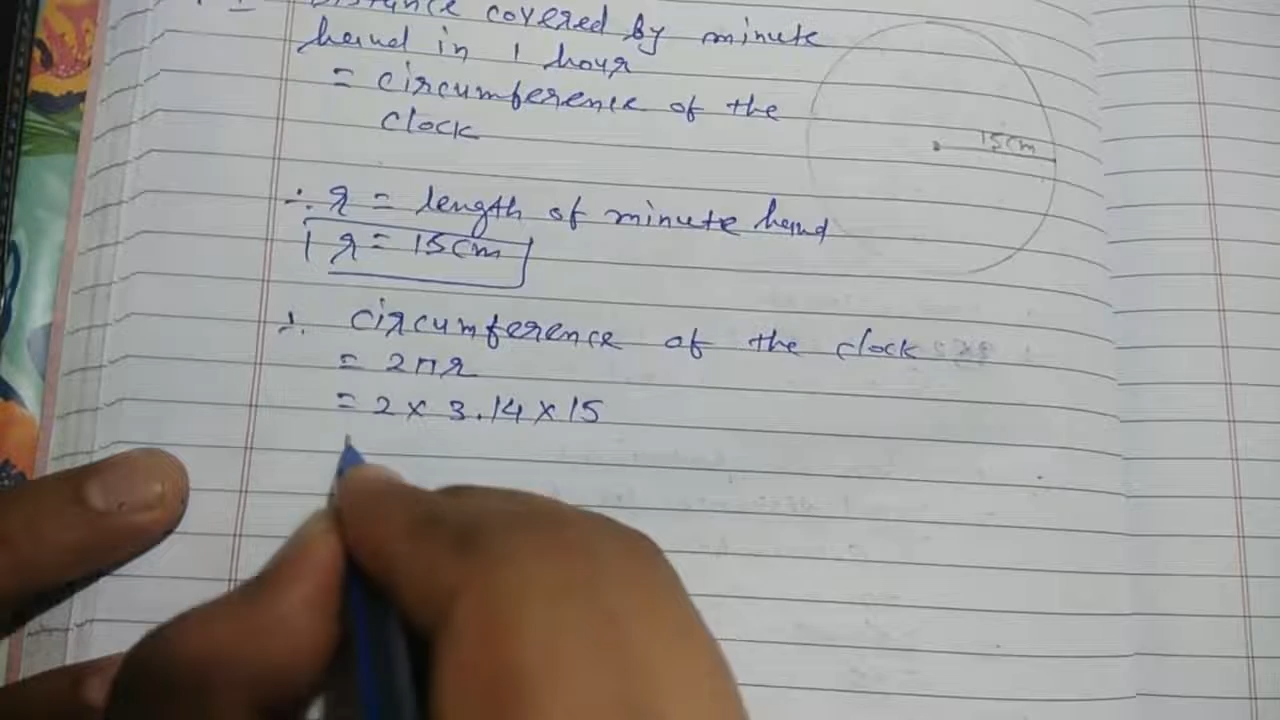 Distance covered by minute
hand in 1 hour
= circumference of the
clock
15cm
∴ r = length of minute hand
r = 15cm
∴ circumference of the clock
= 2πr
= 2 × 3.14 × 15